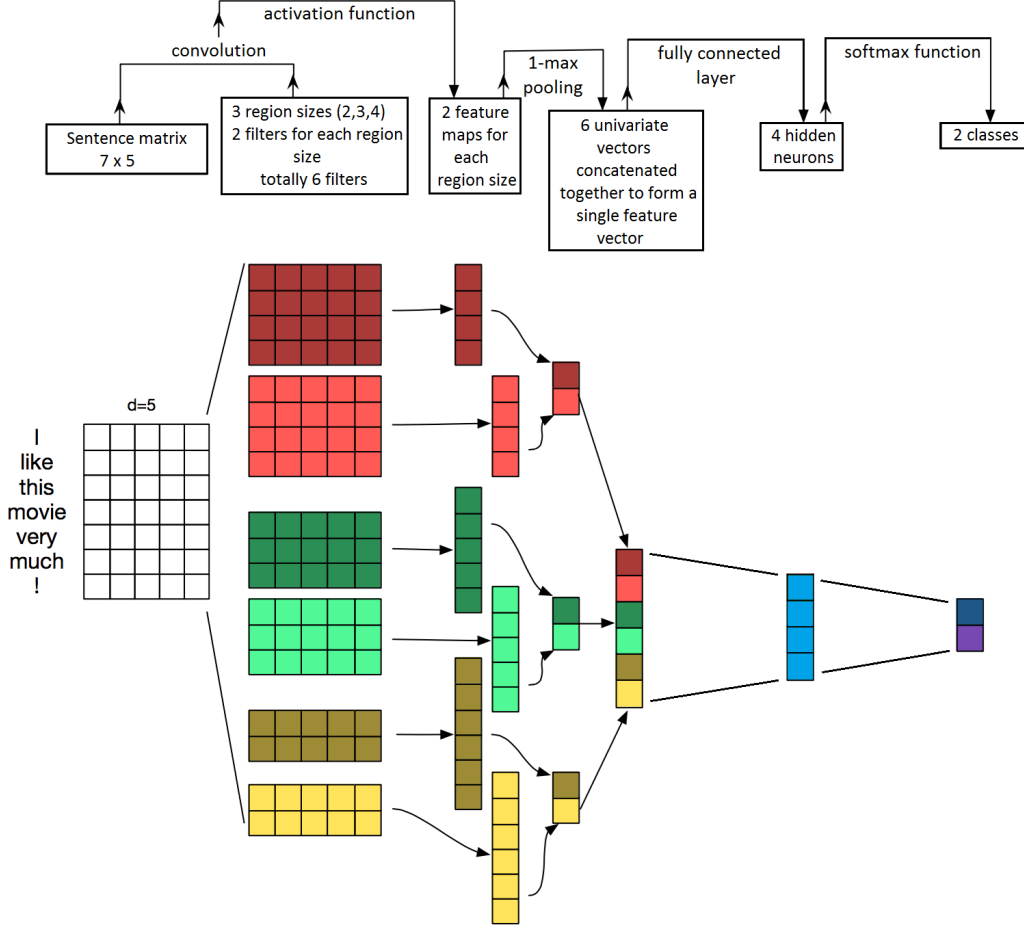 activation function
convolution
1-max
pooling
fully connected
layer
softmax function
Sentence matrix
7 x 5
3 region sizes (2,3,4)
2 filters for each region
size
totally 6 filters
2 feature
maps for
each
region size
6 univariate
vectors
concatenated
together to form a
single feature
vector
4 hidden
neurons
2 classes
d=5
I
like
this
movie
very
much
!